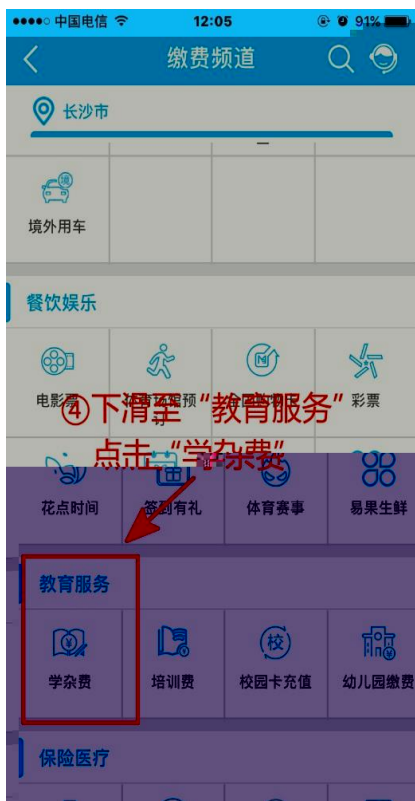 中国电信 12:05 91%
缴费频道
长沙市
境外用车
餐饮娱乐
电影票 彩票
④下滑至“教育服务”
点击“学杂费”
花点时间 签到有礼 体育赛事 易果生鲜
教育服务
学杂费 培训费 校园卡充值 幼儿园缴费
保险医疗